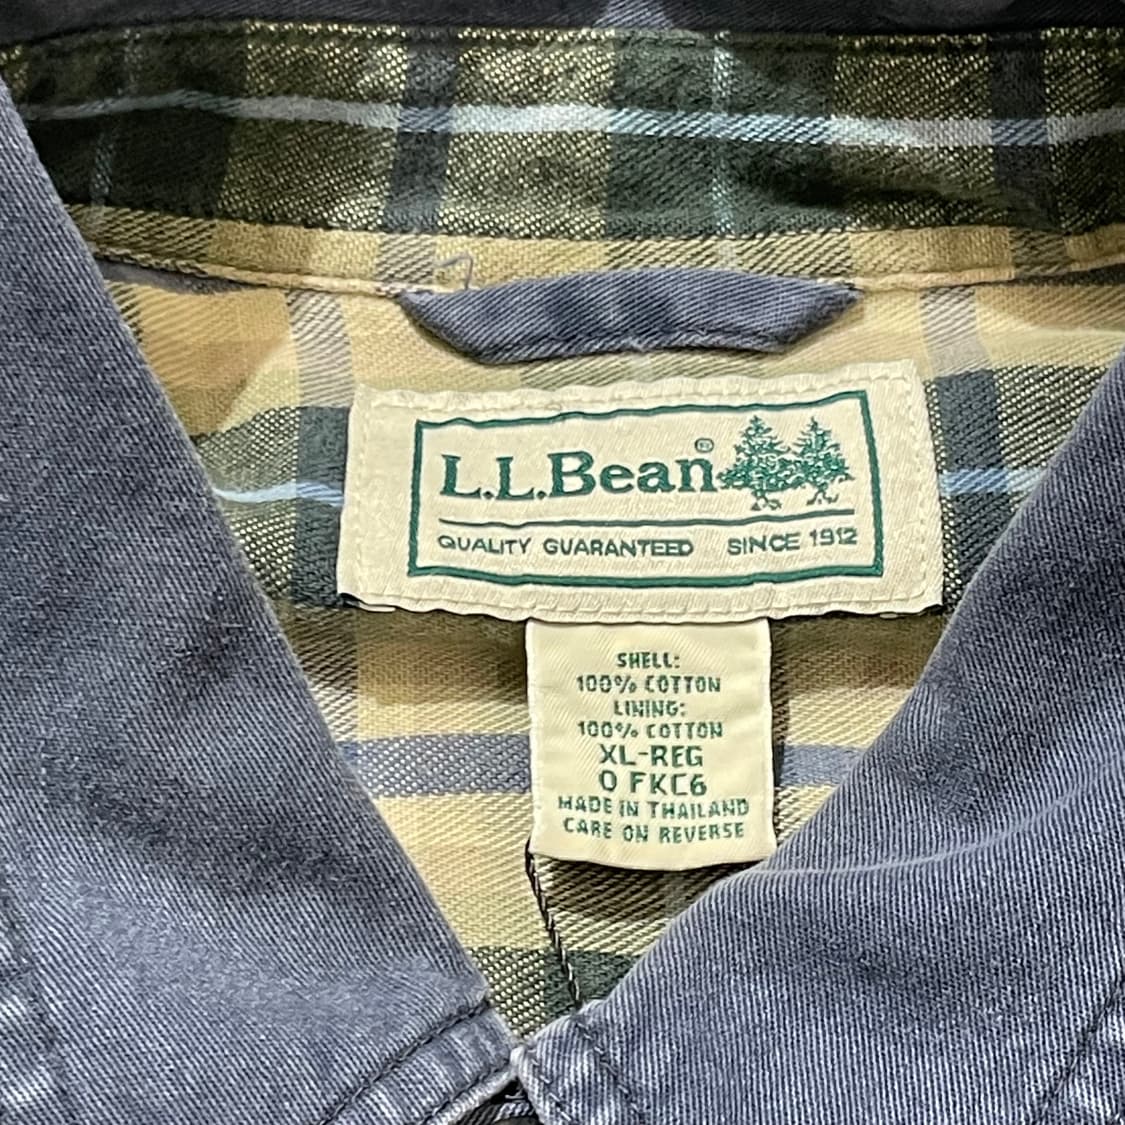 L.L.Bean®
QUALITY GUARANTEED SINCE 1912
SHELL:
100% COTTON
LINING:
100% COTTON
XL-REG
0 FKC6
MADE IN THAILAND
CARE ON REVERSE